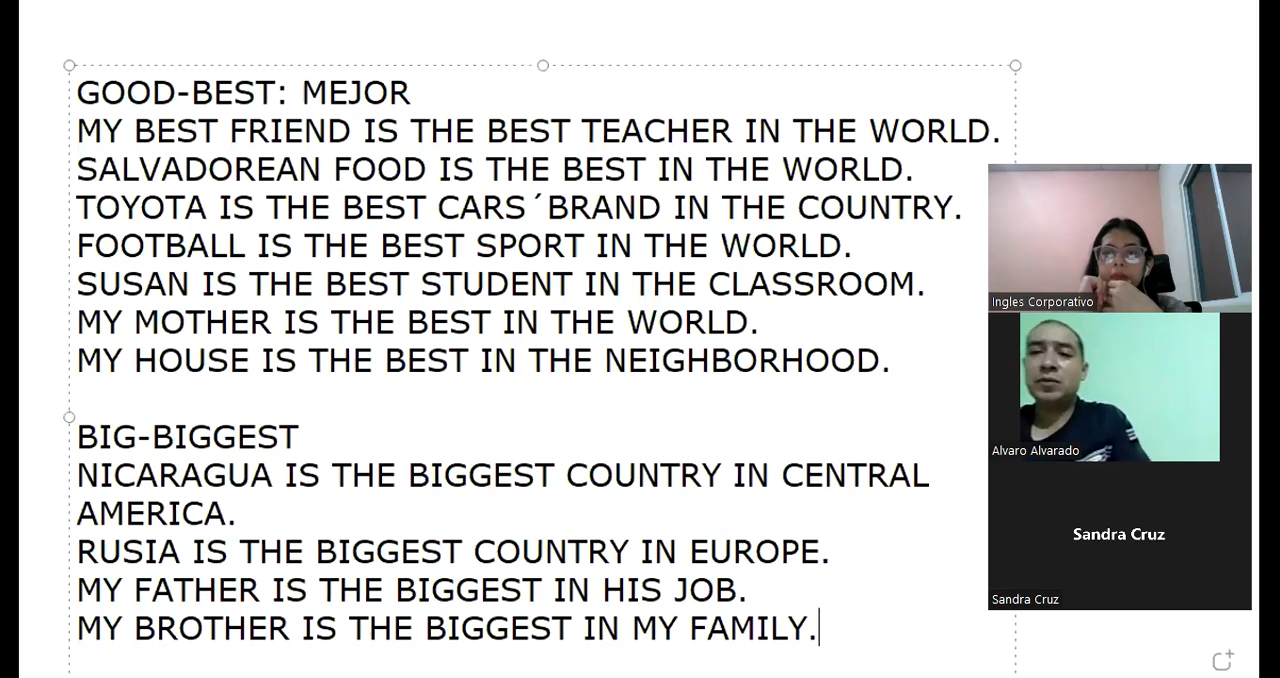 GOOD-BEST: MEJOR
MY BEST FRIEND IS THE BEST TEACHER IN THE WORLD.
SALVADOREAN FOOD IS THE BEST IN THE WORLD.
TOYOTA IS THE BEST CARS´BRAND IN THE COUNTRY.
FOOTBALL IS THE BEST SPORT IN THE WORLD.
SUSAN IS THE BEST STUDENT IN THE CLASSROOM.
MY MOTHER IS THE BEST IN THE WORLD.
MY HOUSE IS THE BEST IN THE NEIGHBORHOOD.
BIG-BIGGEST
NICARAGUA IS THE BIGGEST COUNTRY IN CENTRAL
AMERICA.
RUSIA IS THE BIGGEST COUNTRY IN EUROPE.
MY FATHER IS THE BIGGEST IN HIS JOB.
MY BROTHER IS THE BIGGEST IN MY FAMILY.
Ingles Corporativo
Alvaro Alvarado
Sandra Cruz
Sandra Cruz